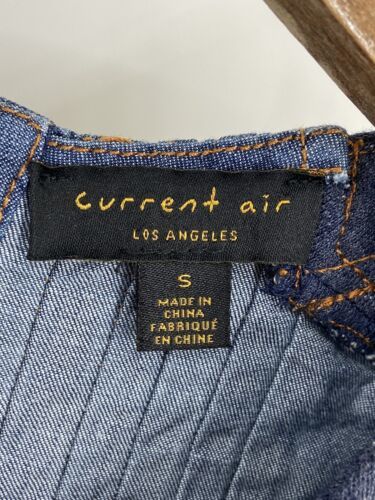 current air
LOS ANGELES
S
MADE IN
CHINA
FABRIQUÉ
EN CHINE